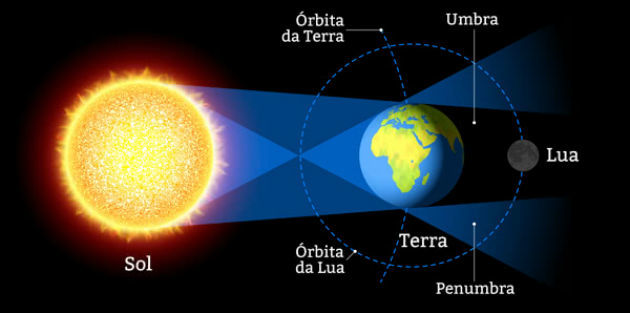 Órbita
da Terra
Umbra
Lua
Terra
Órbita
da Lua
Sol
Penumbra